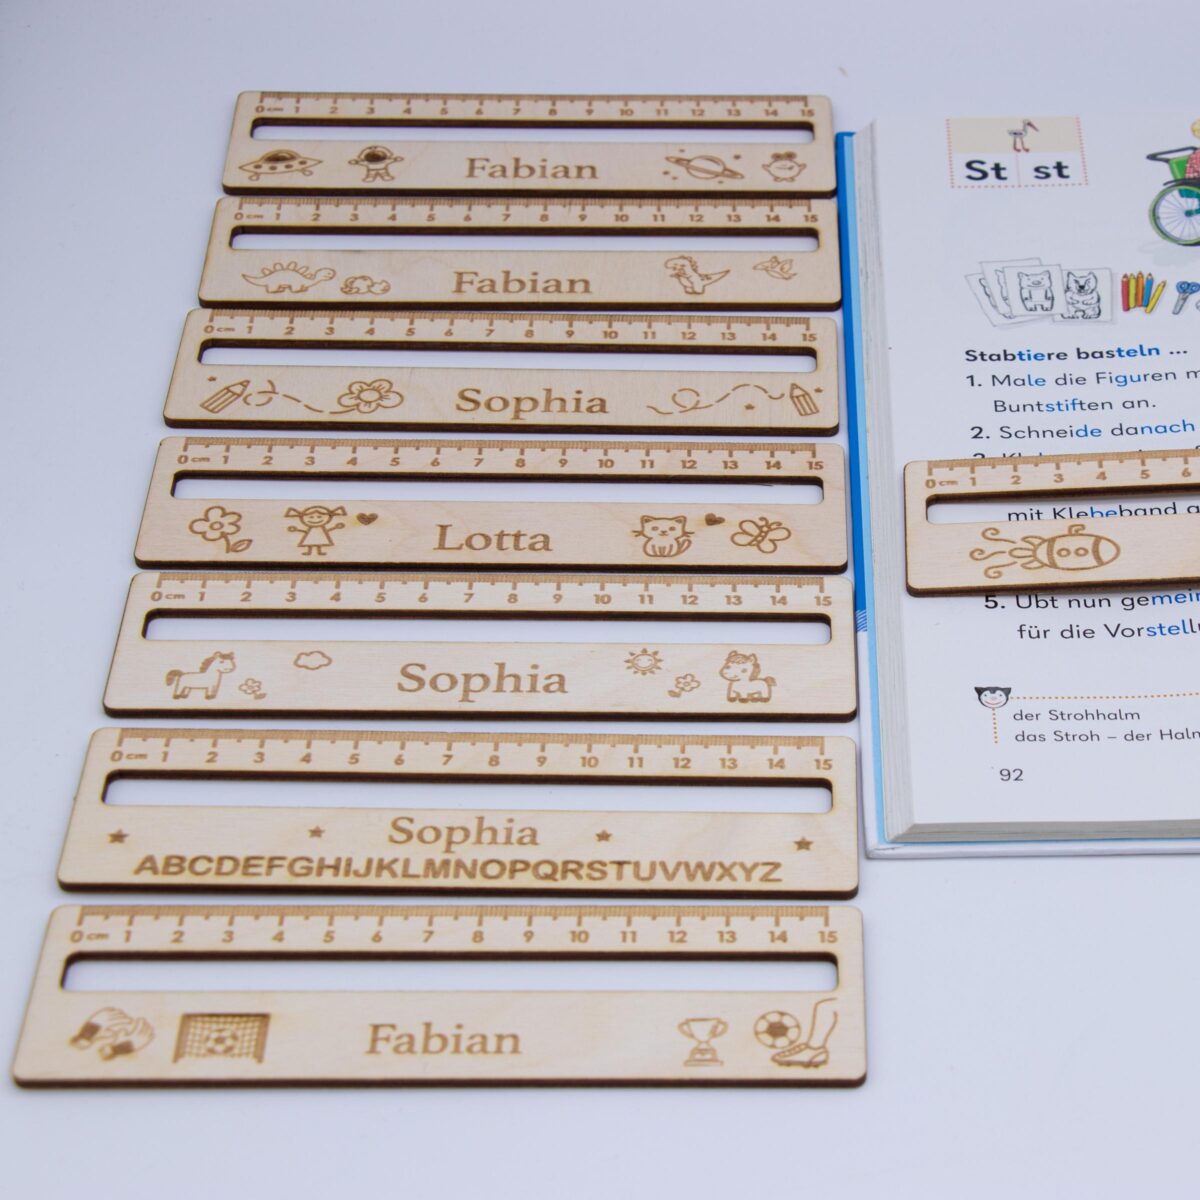 0 cm 1 2 3 4 5 6 7 8 9 10 11 12 13 14 15
Fabian
0 cm 1 2 3 4 5 6 7 8 9 10 11 12 13 14 15
Fabian
0 cm 1 2 3 4 5 6 7 8 9 10 11 12 13 14 15
Sophia
0 cm 1 2 3 4 5 6 7 8 9 10 11 12 13 14 15
Lotta
0 cm 1 2 3 4 5 6 7 8 9 10 11 12 13 14 15
Sophia
0 cm 1 2 3 4 5 6 7 8 9 10 11 12 13 14 15
Sophia
ABCDEFGHIJKLMNOPQRSTUVWXYZ
0 cm 1 2 3 4 5 6 7 8 9 10 11 12 13 14 15
Fabian
St st
Stabtiere basteln ...
1. Male die Figuren m
Buntstiften an.
2. Schneide danach
0 cm 1 2 3 4 5 6
mit Klebeband a
5. Übt nun gemein
für die Vorstellu
der Strohhalm
das Stroh – der Halm
92